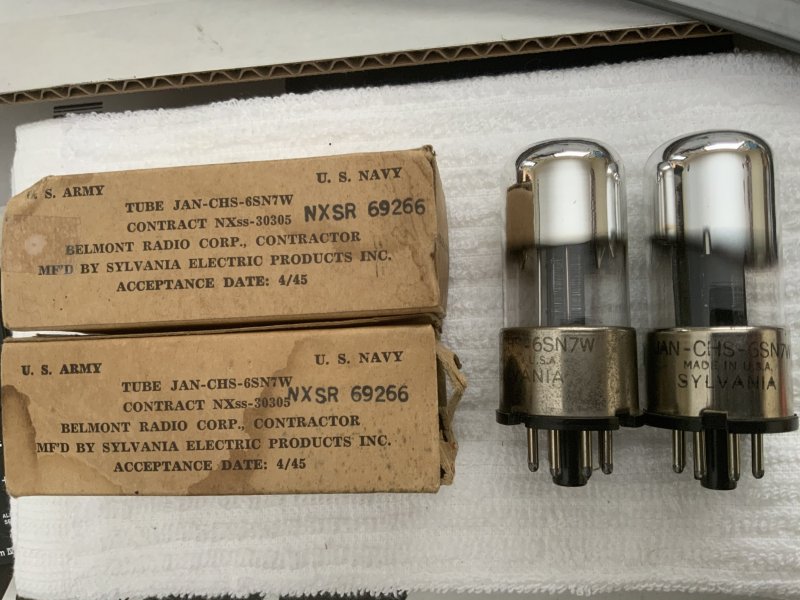 U. S. ARMY U. S. NAVY
TUBE JAN-CHS-6SN7W
CONTRACT NXss-30305 NXSR 69266
BELMONT RADIO CORP., CONTRACTOR
MF'D BY SYLVANIA ELECTRIC PRODUCTS INC.
ACCEPTANCE DATE: 4/45
U. S. ARMY U. S. NAVY
TUBE JAN-CHS-6SN7W
CONTRACT NXss-30305 NXSR 69266
BELMONT RADIO CORP., CONTRACTOR
MF'D BY SYLVANIA ELECTRIC PRODUCTS INC.
ACCEPTANCE DATE: 4/45
-6SN7W
U.S.A.
ANIA
JAN-CHS-6SN7W
MADE IN U.S.A.
SYLVANIA